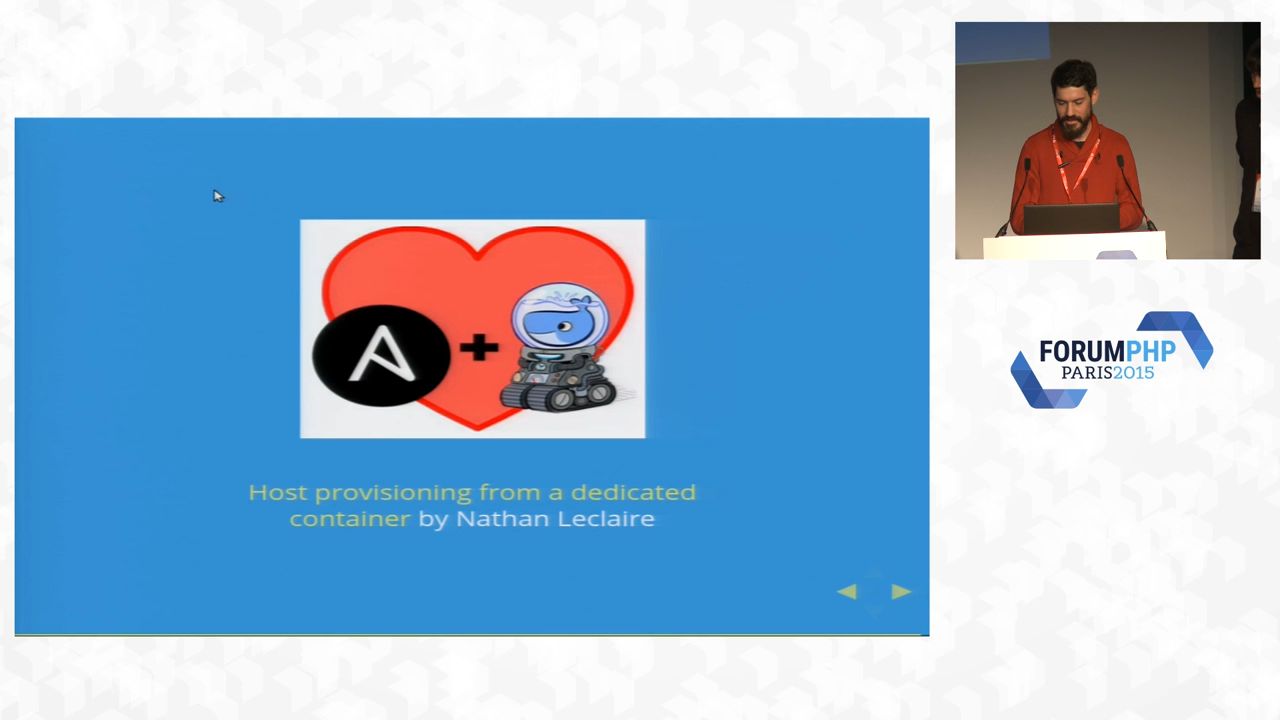 Host provisioning from a dedicated
container by Nathan Leclaire
FORUMPHP
PARIS2015